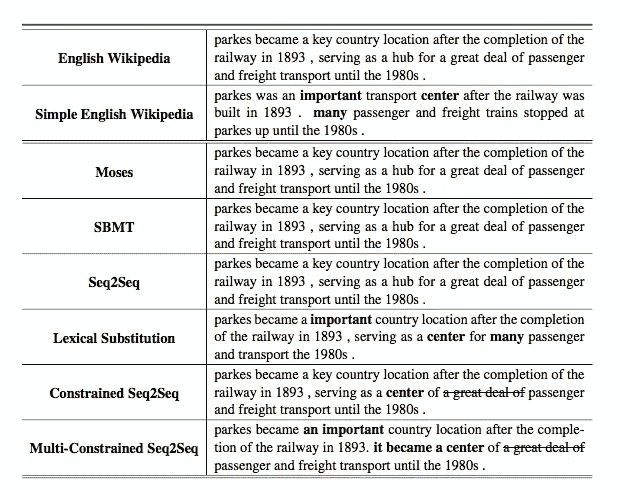 English Wikipedia
parkes became a key country location after the completion of the
railway in 1893 , serving as a hub for a great deal of passenger
and freight transport until the 1980s .
Simple English Wikipedia
parkes was an important transport center after the railway was
built in 1893 . many passenger and freight trains stopped at
parkes up until the 1980s .
Moses
parkes became a key country location after the completion of the
railway in 1893 , serving as a hub for a great deal of passenger
and freight transport until the 1980s .
SBMT
parkes became a key country location after the completion of the
railway in 1893 , serving as a hub for a great deal of passenger
and freight transport until the 1980s .
Seq2Seq
parkes became a key country location after the completion of the
railway in 1893 , serving as a hub for a great deal of passenger
and freight transport until the 1980s .
Lexical Substitution
parkes became a important country location after the completion
of the railway in 1893 , serving as a center for many passenger
and transport the 1980s .
Constrained Seq2Seq
parkes became a key country location after the completion of the
railway in 1893 , serving as a center of a great deal of passenger
and freight transport until the 1980s .
Multi-Constrained Seq2Seq
parkes became an important country location after the comple-
tion of the railway in 1893. it became a center of a great deal of
passenger and freight transport until the 1980s .